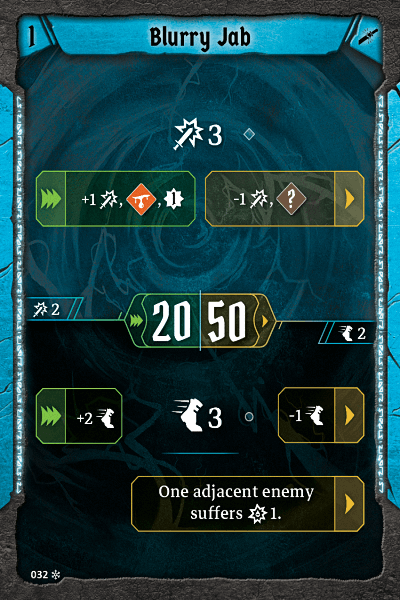 1 Blurry Jab
3
+1 , , 1 -1 , ?
2
20 50
2
+2 3 -1
One adjacent enemy
suffers 1.
032